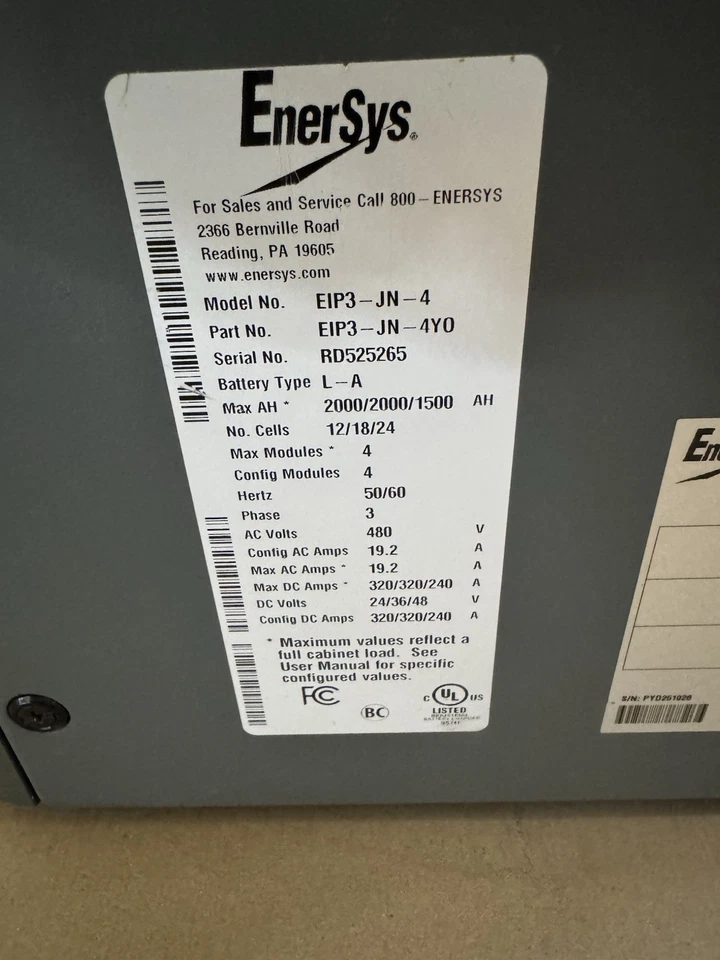 EnerSys
For Sales and Service Call 800-ENERSYS
2366 Bernville Road
Reading, PA 19605
www.enersys.com
Model No. EIP3-JN-4
Part No. EIP3-JN-4Y0
Serial No. RD525265
Battery Type L-A
Max AH * 2000/2000/1500 AH
No. Cells 12/18/24
Max Modules * 4
Config Modules 4
Hertz 50/60
Phase 3
AC Volts 480 V
Config AC Amps 19.2 A
Max AC Amps * 19.2 A
Max DC Amps * 320/320/240 A
DC Volts 24/36/48 V
Config DC Amps 320/320/240 A
* Maximum values reflect a
full cabinet load. See
User Manual for specific
configured values.
FC
BC
C UL US
LISTED
BATTERY CHARGER
En
S/N: PYD251026